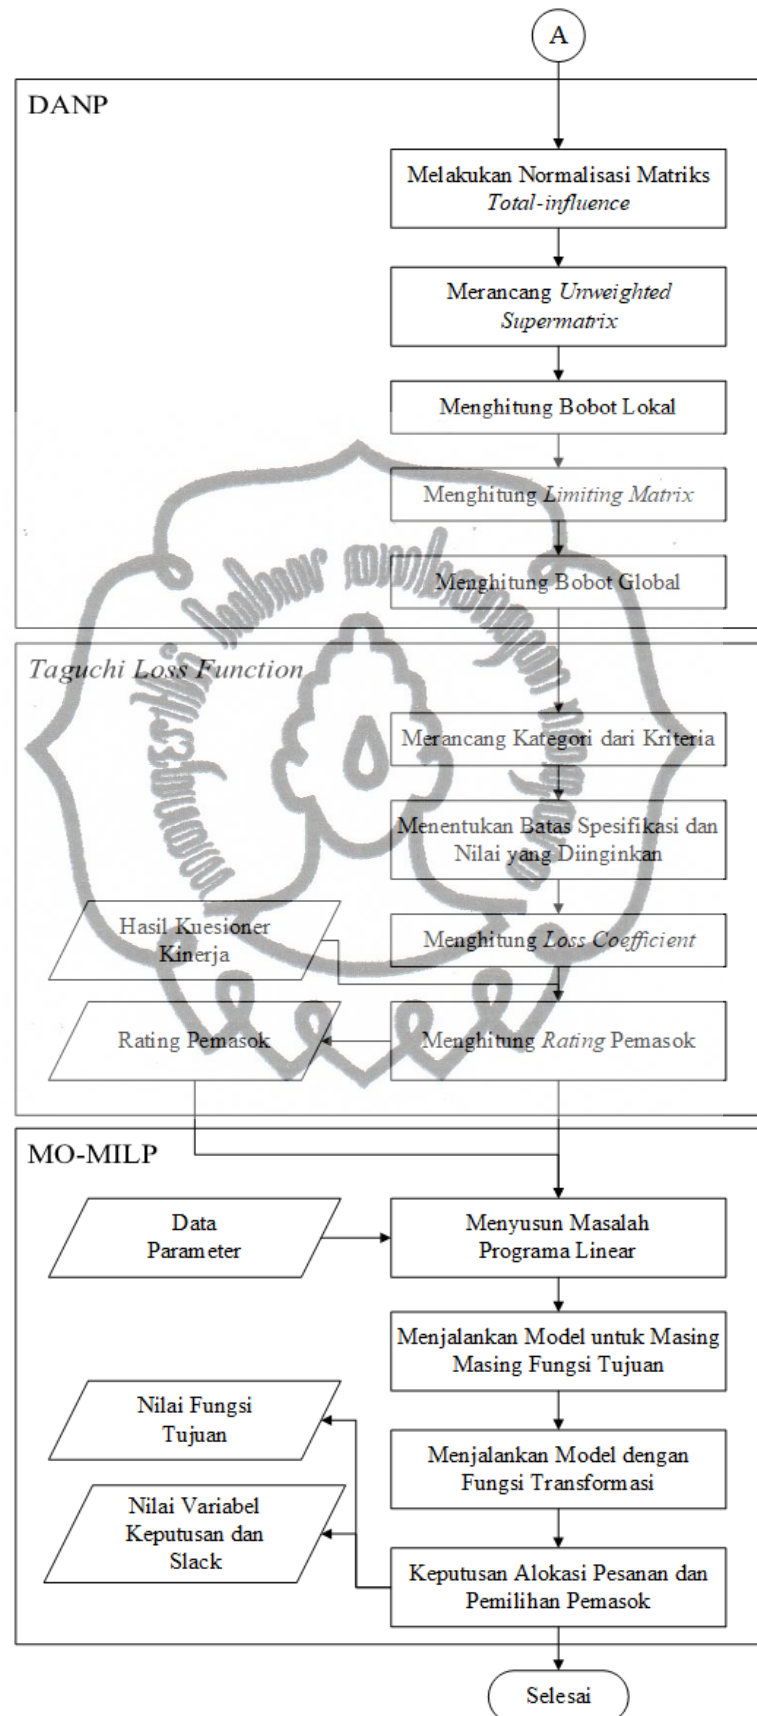 A
DANP
Melakukan Normalisasi Matriks
Total-influence
Merancang Unweighted
Supermatrix
Menghitung Bobot Lokal
Menghitung Limiting Matrix
Menghitung Bobot Global
Taguchi Loss Function
Merancang Kategori dari Kriteria
Menentukan Batas Spesifikasi dan
Nilai yang Diinginkan
Hasil Kuesioner
Kinerja
Menghitung Loss Coefficient
Rating Pemasok
Menghitung Rating Pemasok
MO-MILP
Data
Parameter
Menyusun Masalah
Programa Linear
Menjalankan Model untuk Masing
Masing Fungsi Tujuan
Nilai Fungsi
Tujuan
Menjalankan Model dengan
Fungsi Transformasi
Nilai Variabel
Keputusan dan
Slack
Keputusan Alokasi Pesanan dan
Pemilihan Pemasok
Selesai